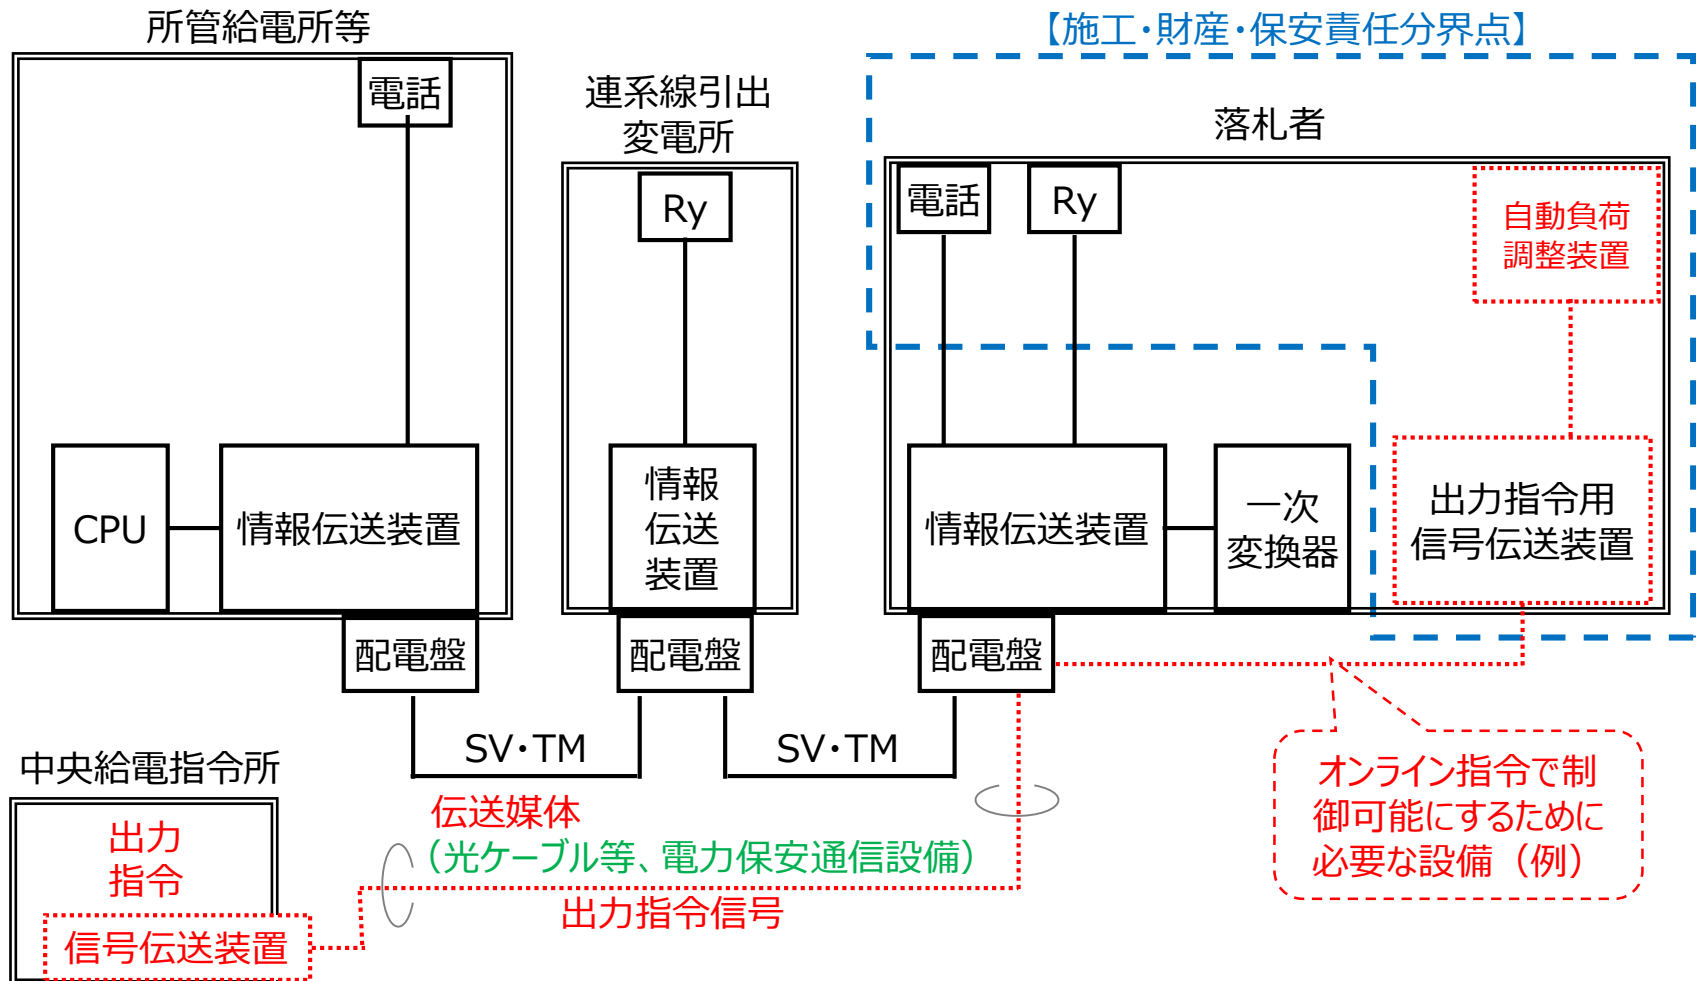 所管給電所等
電話
CPU
情報伝送装置
配電盤
連系線引出
変電所
Ry
情報
伝送
装置
配電盤
【施工・財産・保安責任分界点】
落札者
電話
Ry
自動負荷
調整装置
情報伝送装置
一次
変換器
出力指令用
信号伝送装置
配電盤
SV・TM
SV・TM
中央給電指令所
出力
指令
信号伝送装置
伝送媒体
（光ケーブル等、電力保安通信設備）
出力指令信号
オンライン指令で制
御可能にするために
必要な設備（例）